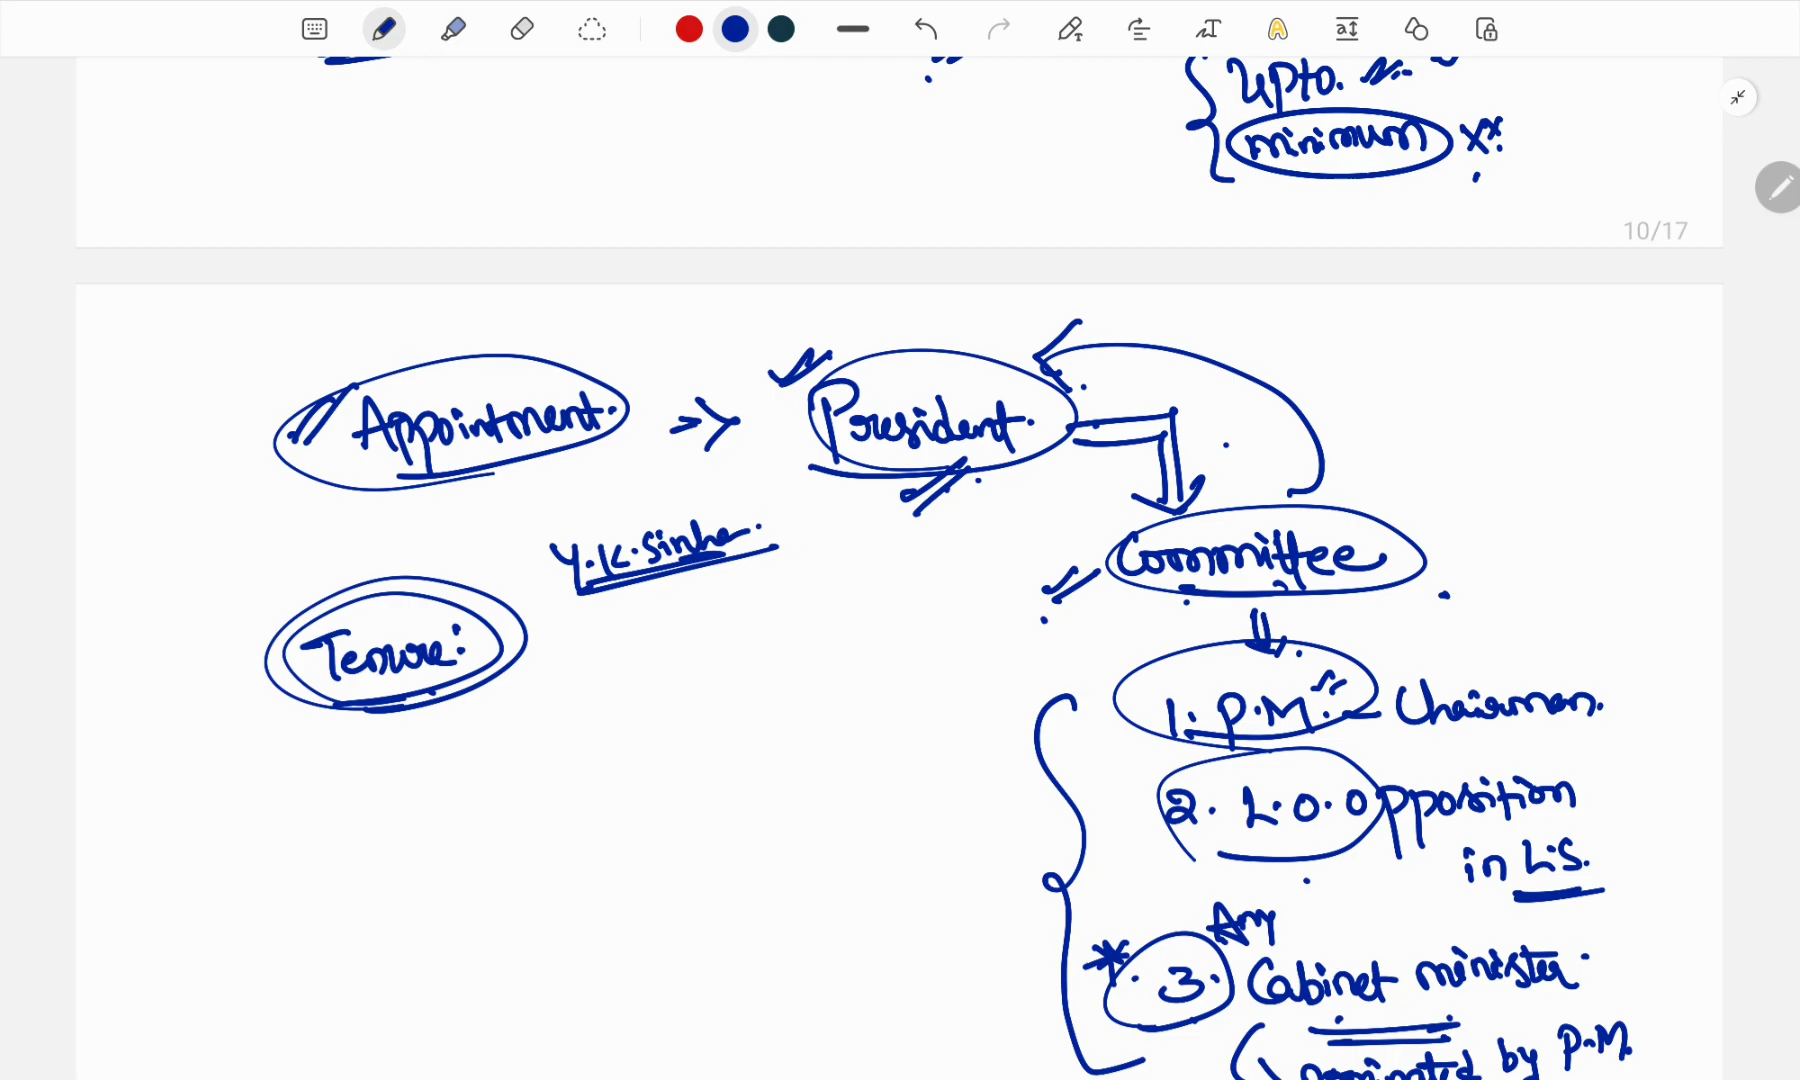 Upto.
minimum
10/17
Appointment.
President.
Y.K.Sinha.
Committee
Tenure:
1. P.M. - Chairman.
2. L.O.Opposition
in L.S.
Any
3. Cabinet minister
nominated by P.M.